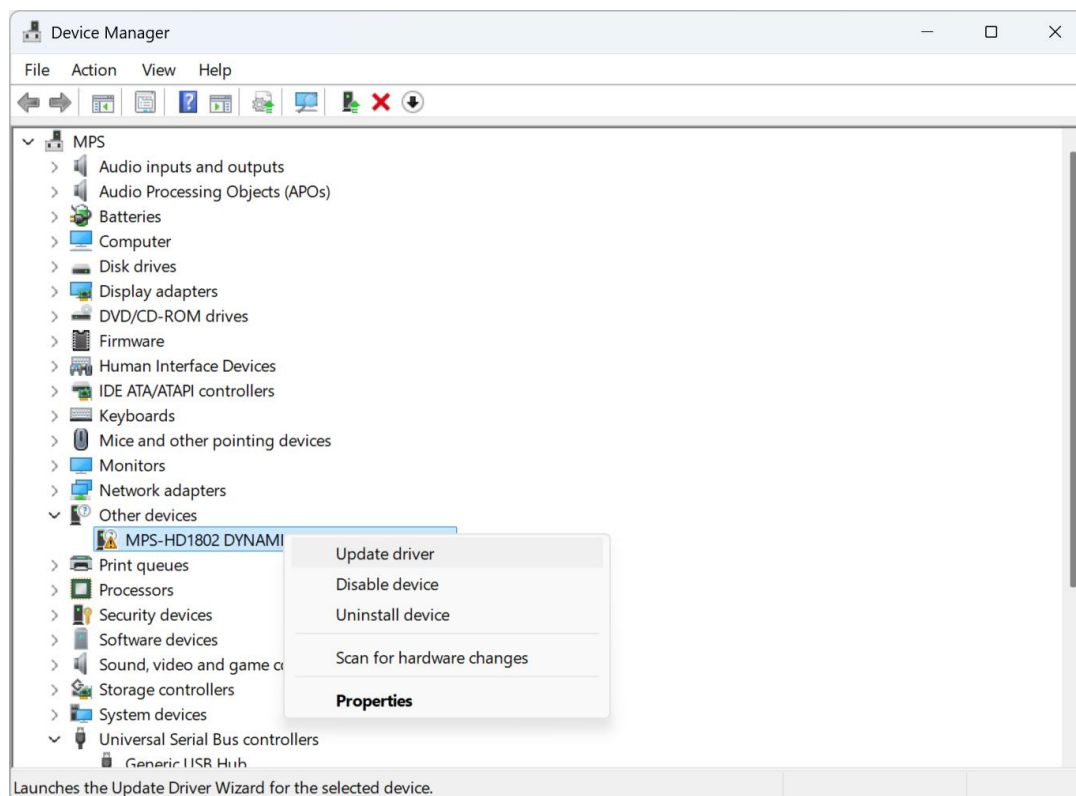 Device Manager
File Action View Help
MPS
Audio inputs and outputs
Audio Processing Objects (APOs)
Batteries
Computer
Disk drives
Display adapters
DVD/CD-ROM drives
Firmware
Human Interface Devices
IDE ATA/ATAPI controllers
Keyboards
Mice and other pointing devices
Monitors
Network adapters
Other devices
MPS-HD1802
Update driver
Disable device
Uninstall device
Scan for hardware changes
Properties
Print queues
Processors
Security devices
Software devices
Sound, video and game
Storage controllers
System devices
Universal Serial Bus controllers
Generic USB Hub
Launches the Update Driver Wizard for the selected device.